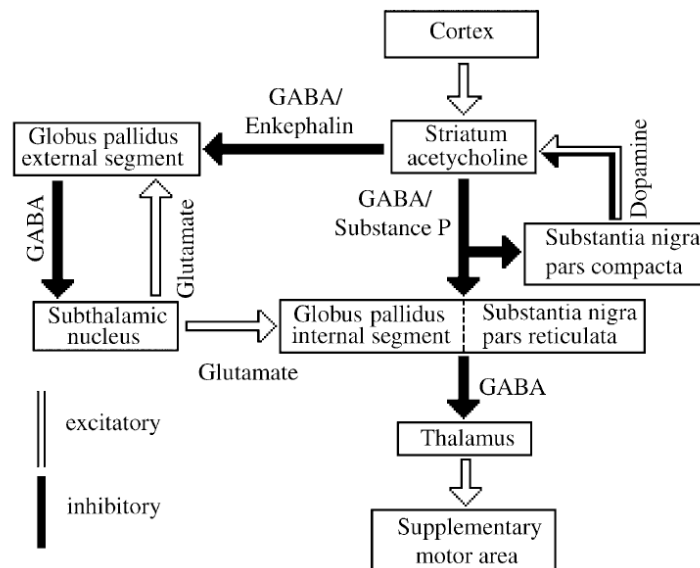 Cortex
GABA/
Enkephalin
Globus pallidus
external segment
Striatum
acetycholine
Dopamine
GABA
Glutamate
GABA/
Substance P
Substantia nigra
pars compacta
Subthalamic
nucleus
Globus pallidus
internal segment
Substantia nigra
pars reticulata
Glutamate
GABA
excitatory
Thalamus
inhibitory
Supplementary
motor area